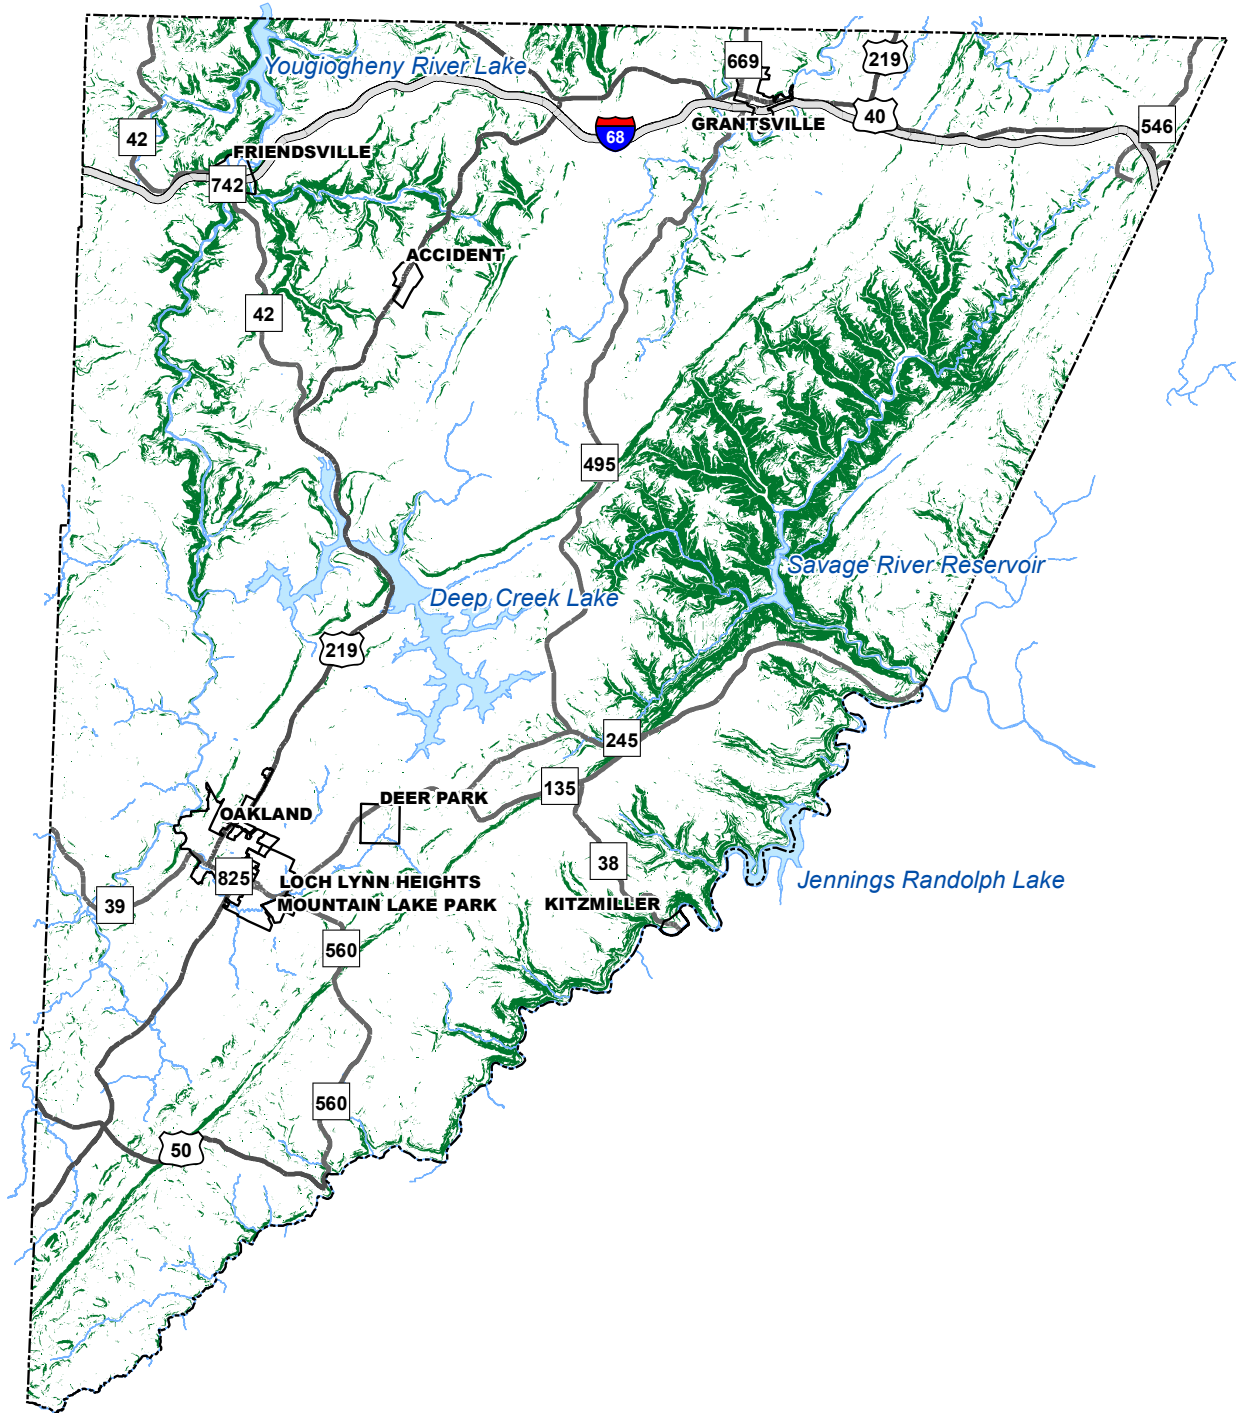 669
219
Yougiogheny River Lake
40
GRANTSVILLE
546
42
68
FRIENDSVILLE
742
ACCIDENT
42
495
Savage River Reservoir
Deep Creek Lake
219
245
135
DEER PARK
OAKLAND
38
825
LOCH LYNN HEIGHTS
Jennings Randolph Lake
39
MOUNTAIN LAKE PARK
KITZMILLER
560
560
50